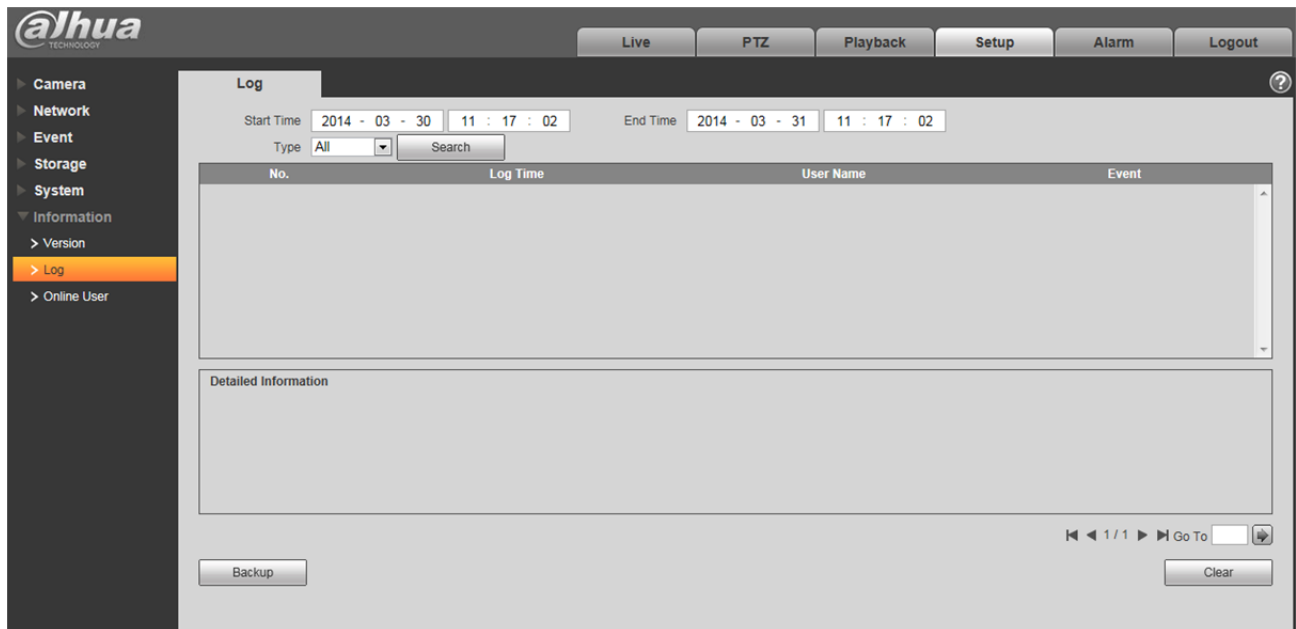 alhua
TECHNOLOGY
Live PTZ Playback Setup Alarm Logout
Camera
Network
Event
Storage
System
Information
> Version
> Log
> Online User
Log
?
Start Time 2014 - 03 - 30 11 : 17 : 02 End Time 2014 - 03 - 31 11 : 17 : 02
Type All Search
No. Log Time User Name Event
Detailed Information
1 / 1 Go To
Backup Clear